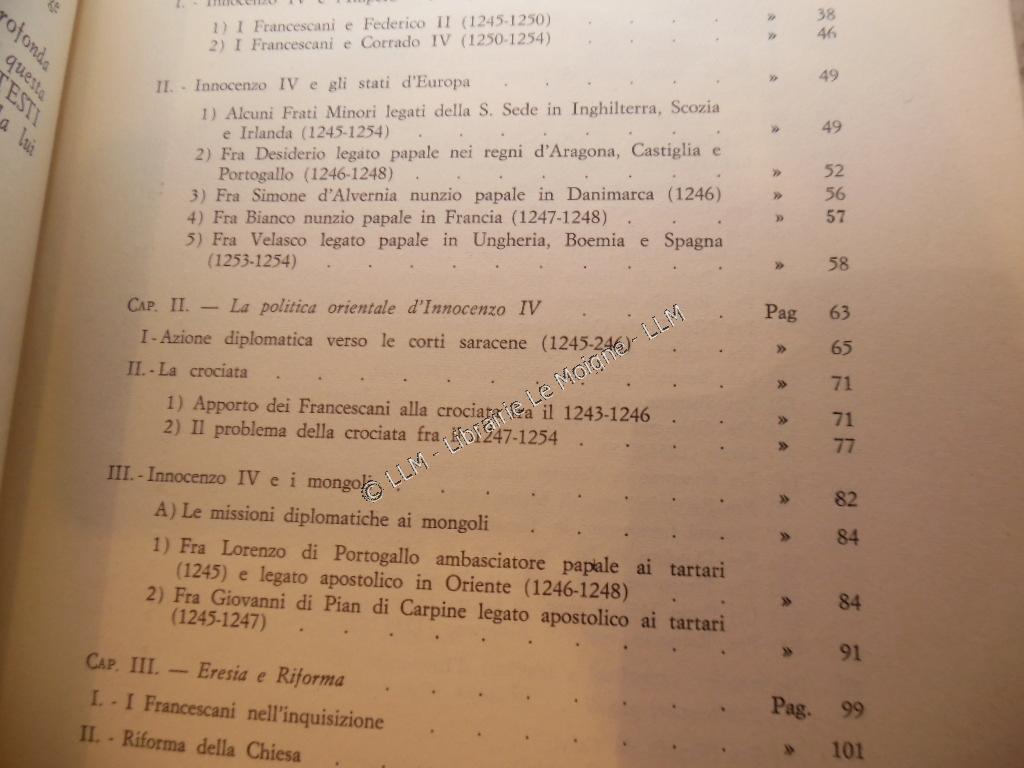 rofonda
questa
TESTI
lui
I. - Innocenzo IV e l'Impero
1) I Francescani e Federico II (1245-1250) . . . . » 38
2) I Francescani e Corrado IV (1250-1254) . . . . » 46
II. - Innocenzo IV e gli stati d'Europa . . . . . . » 49
1) Alcuni Frati Minori legati della S. Sede in Inghilterra, Scozia
e Irlanda (1245-1254) . . . . . . . . » 49
2) Fra Desiderio legato papale nei regni d'Aragona, Castiglia e
Portogallo (1246-1248) . . . . . . . . » 52
3) Fra Simone d'Alvernia nunzio papale in Danimarca (1246) » 56
4) Fra Bianco nunzio papale in Francia (1247-1248) . . . » 57
5) Fra Velasco legato papale in Ungheria, Boemia e Spagna
(1253-1254) . . . . . . . . . . » 58
CAP. II. — La politica orientale d'Innocenzo IV . . . . Pag 63
I - Azione diplomatica verso le corti saracene (1245-246) . . » 65
II. - La crociata . . . . . . . . . . » 71
1) Apporto dei Francescani alla crociata fra il 1243-1246 . . » 71
2) Il problema della crociata fra il 1247-1254 . . . . » 77
III. - Innocenzo IV e i mongoli . . . . . . . . » 82
A) Le missioni diplomatiche ai mongoli . . . . . » 84
1) Fra Lorenzo di Portogallo ambasciatore papale ai tartari
(1245) e legato apostolico in Oriente (1246-1248) . . » 84
2) Fra Giovanni di Pian di Carpine legato apostolico ai tartari
(1245-1247) . . . . . . . . . . » 91
CAP. III. — Eresia e Riforma . . . . . . . . Pag. 99
I. - I Francescani nell'inquisizione . . . . . . . » 101
II. - Riforma della Chiesa . .
© LLM - Librairie Le Moigne - LLM